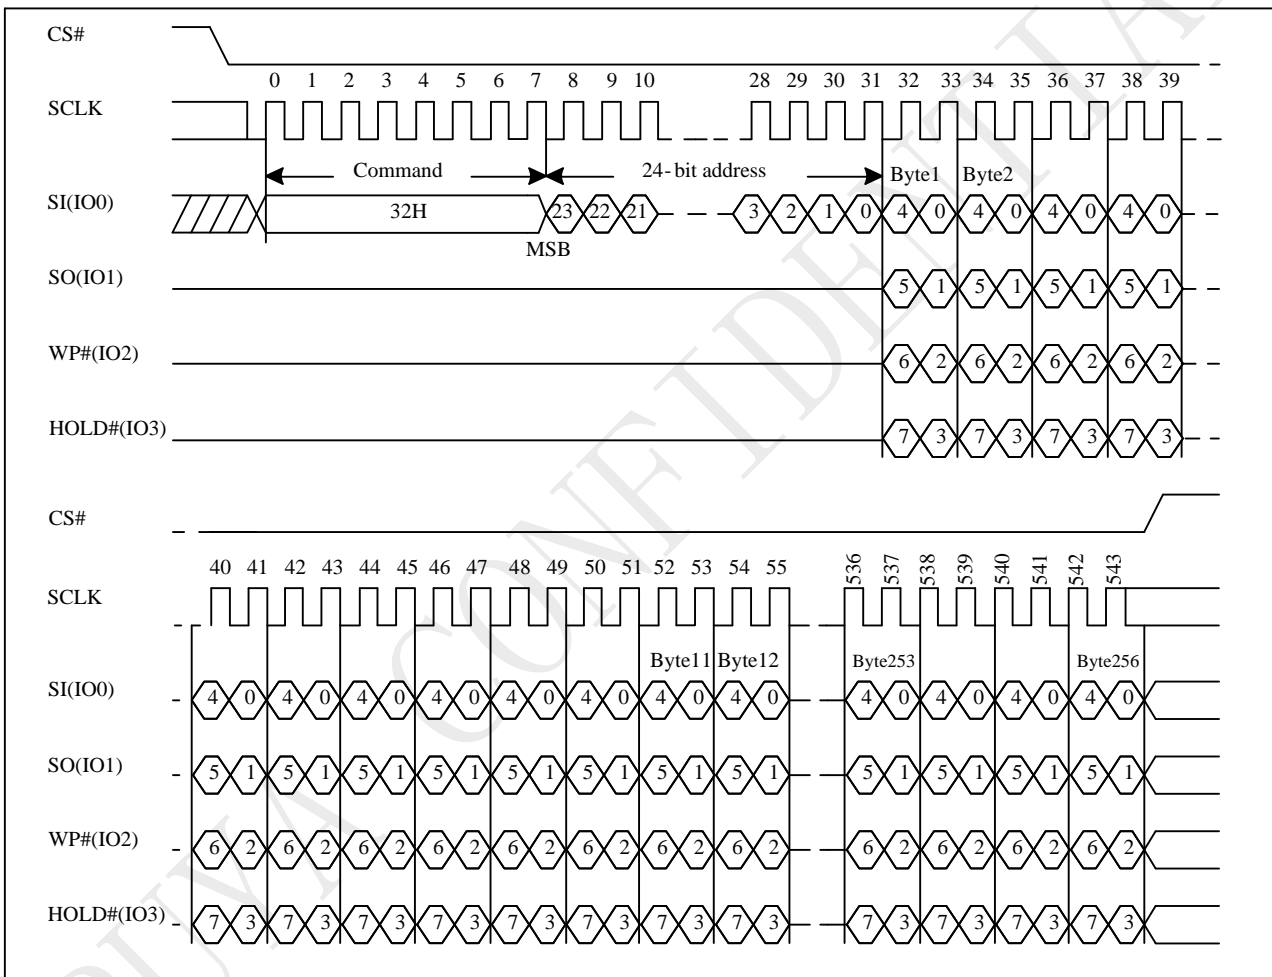 CS#
0 1 2 3 4 5 6 7 8 9 10 28 29 30 31 32 33 34 35 36 37 38 39
SCLK
Command 24-bit address Byte1 Byte2
SI(IO0) 32H 23 22 21 3 2 1 0 4 0 4 0 4 0 4 0
MSB
SO(IO1) 5 1 5 1 5 1 5 1
WP#(IO2) 6 2 6 2 6 2 6 2
HOLD#(IO3) 7 3 7 3 7 3 7 3
CS#
40 41 42 43 44 45 46 47 48 49 50 51 52 53 54 55 536 537 538 539 540 541 542 543
SCLK
Byte11 Byte12 Byte253 Byte256
SI(IO0) 4 0 4 0 4 0 4 0 4 0 4 0 4 0 4 0 4 0 4 0 4 0 4 0
SO(IO1) 5 1 5 1 5 1 5 1 5 1 5 1 5 1 5 1 5 1 5 1 5 1 5 1
WP#(IO2) 6 2 6 2 6 2 6 2 6 2 6 2 6 2 6 2 6 2 6 2 6 2 6 2
HOLD#(IO3) 7 3 7 3 7 3 7 3 7 3 7 3 7 3 7 3 7 3 7 3 7 3 7 3
PUYA CONFIDENTIAL